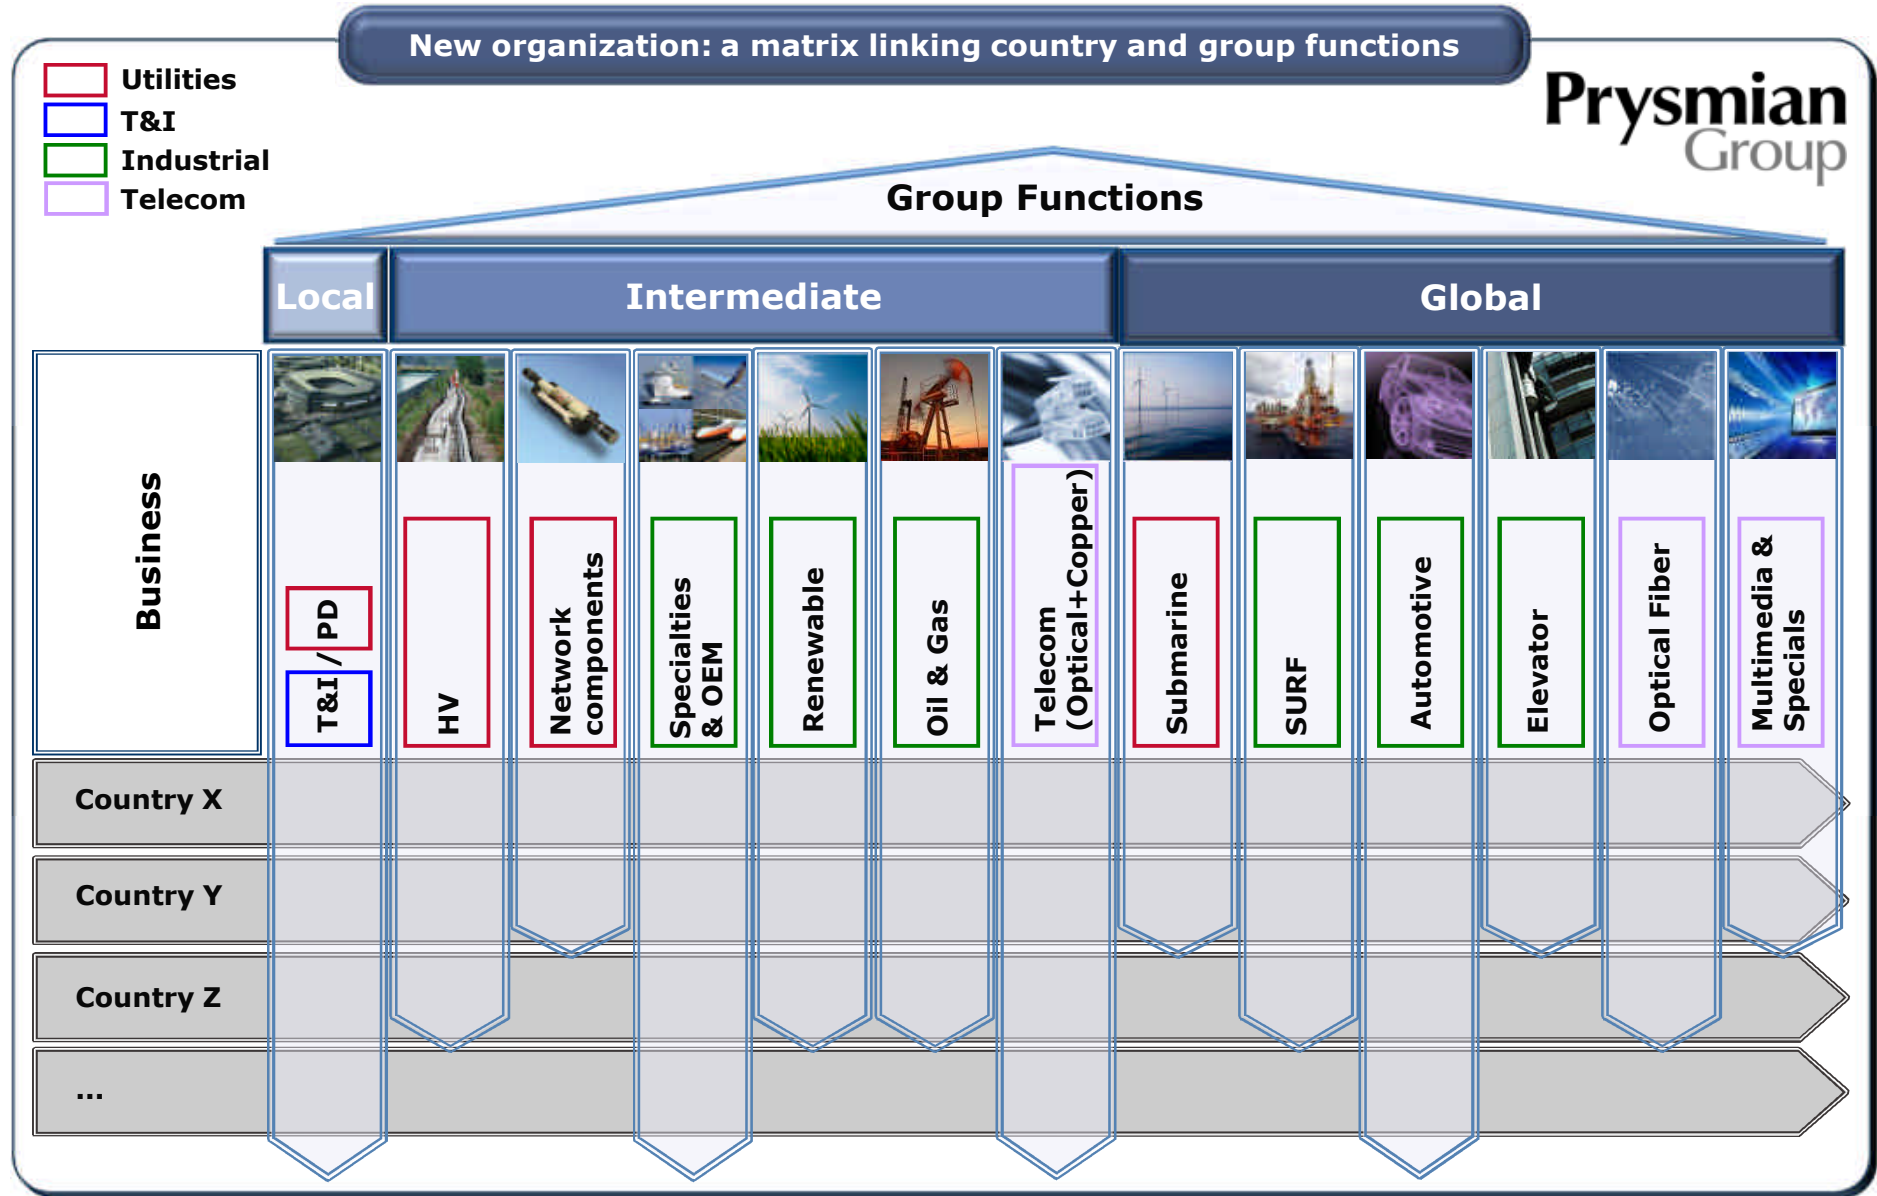 New organization: a matrix linking country and group functions
Utilities
T&I
Industrial
Telecom
Prysmian
Group
Group Functions
Local
Intermediate
Global
Business
T&I / PD
HV
Network
components
Specialties
& OEM
Renewable
Oil & Gas
Telecom
(Optical+Copper)
Submarine
SURF
Automotive
Elevator
Optical Fiber
Multimedia &
Specials
Country X
Country Y
Country Z
...